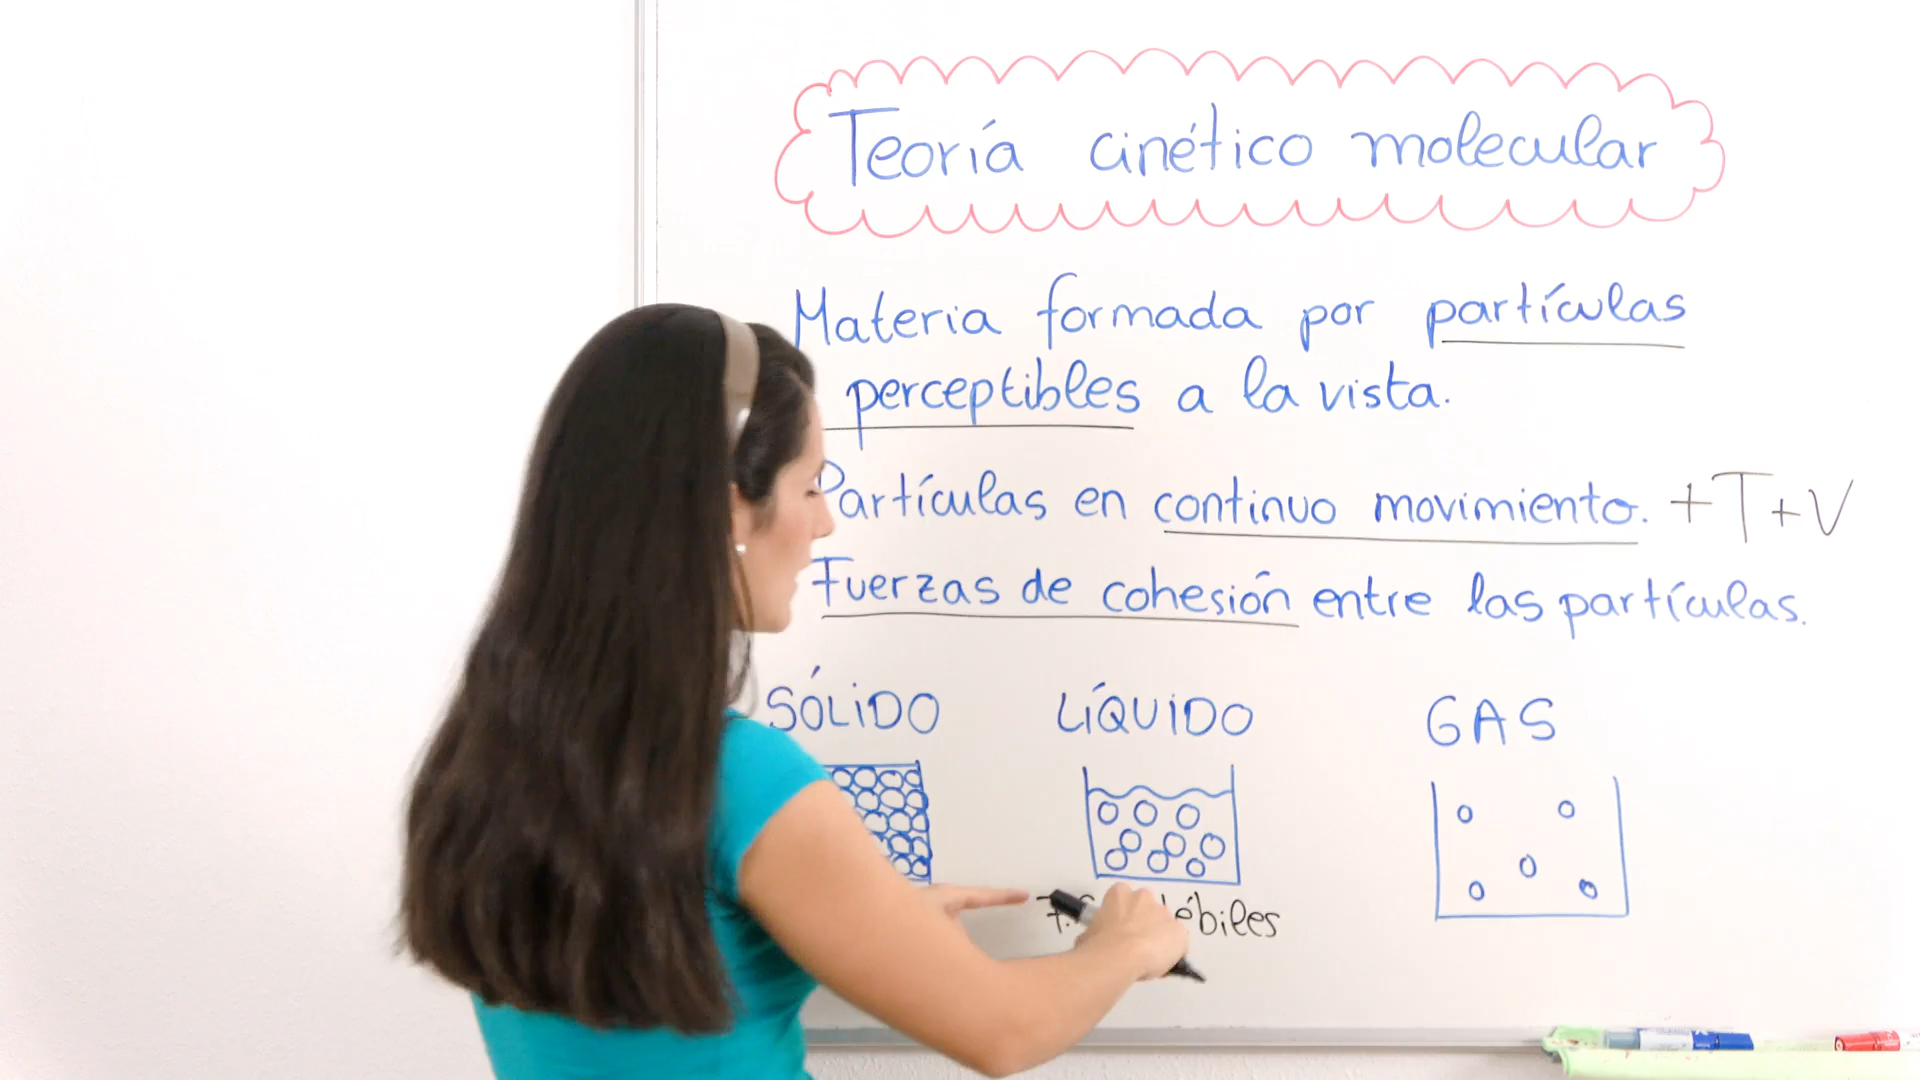 Teoría cinético molecular
Materia formada por partículas
perceptibles a la vista.
Partículas en continuo movimiento. +T+V
Fuerzas de cohesión entre las partículas.
SÓLIDO LÍQUIDO GAS